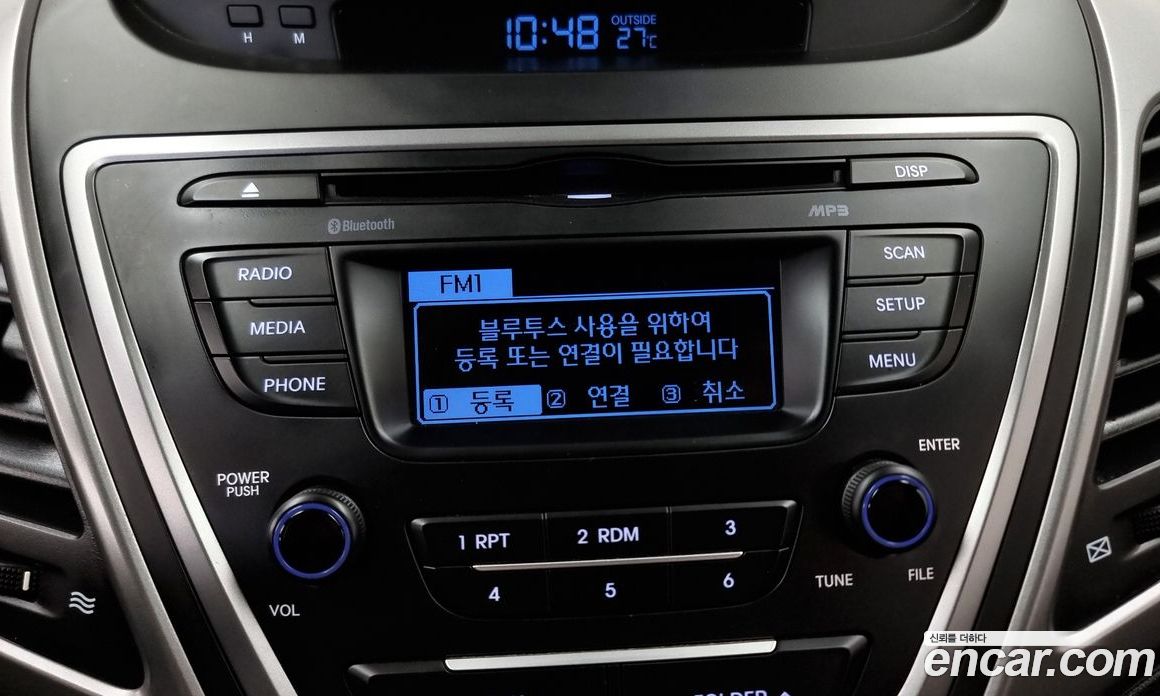 10:48 OUTSIDE 27°C
H M
DISP
Bluetooth MP3
RADIO
MEDIA
PHONE
SCAN
SETUP
MENU
FM1
블루투스 사용을 위하여
등록 또는 연결이 필요합니다
1 등록 2 연결 3 취소
POWER
PUSH
VOL
ENTER
TUNE FILE
1 RPT 2 RDM 3
4 5 6
FOLDER
신뢰를 더하다
encar.com